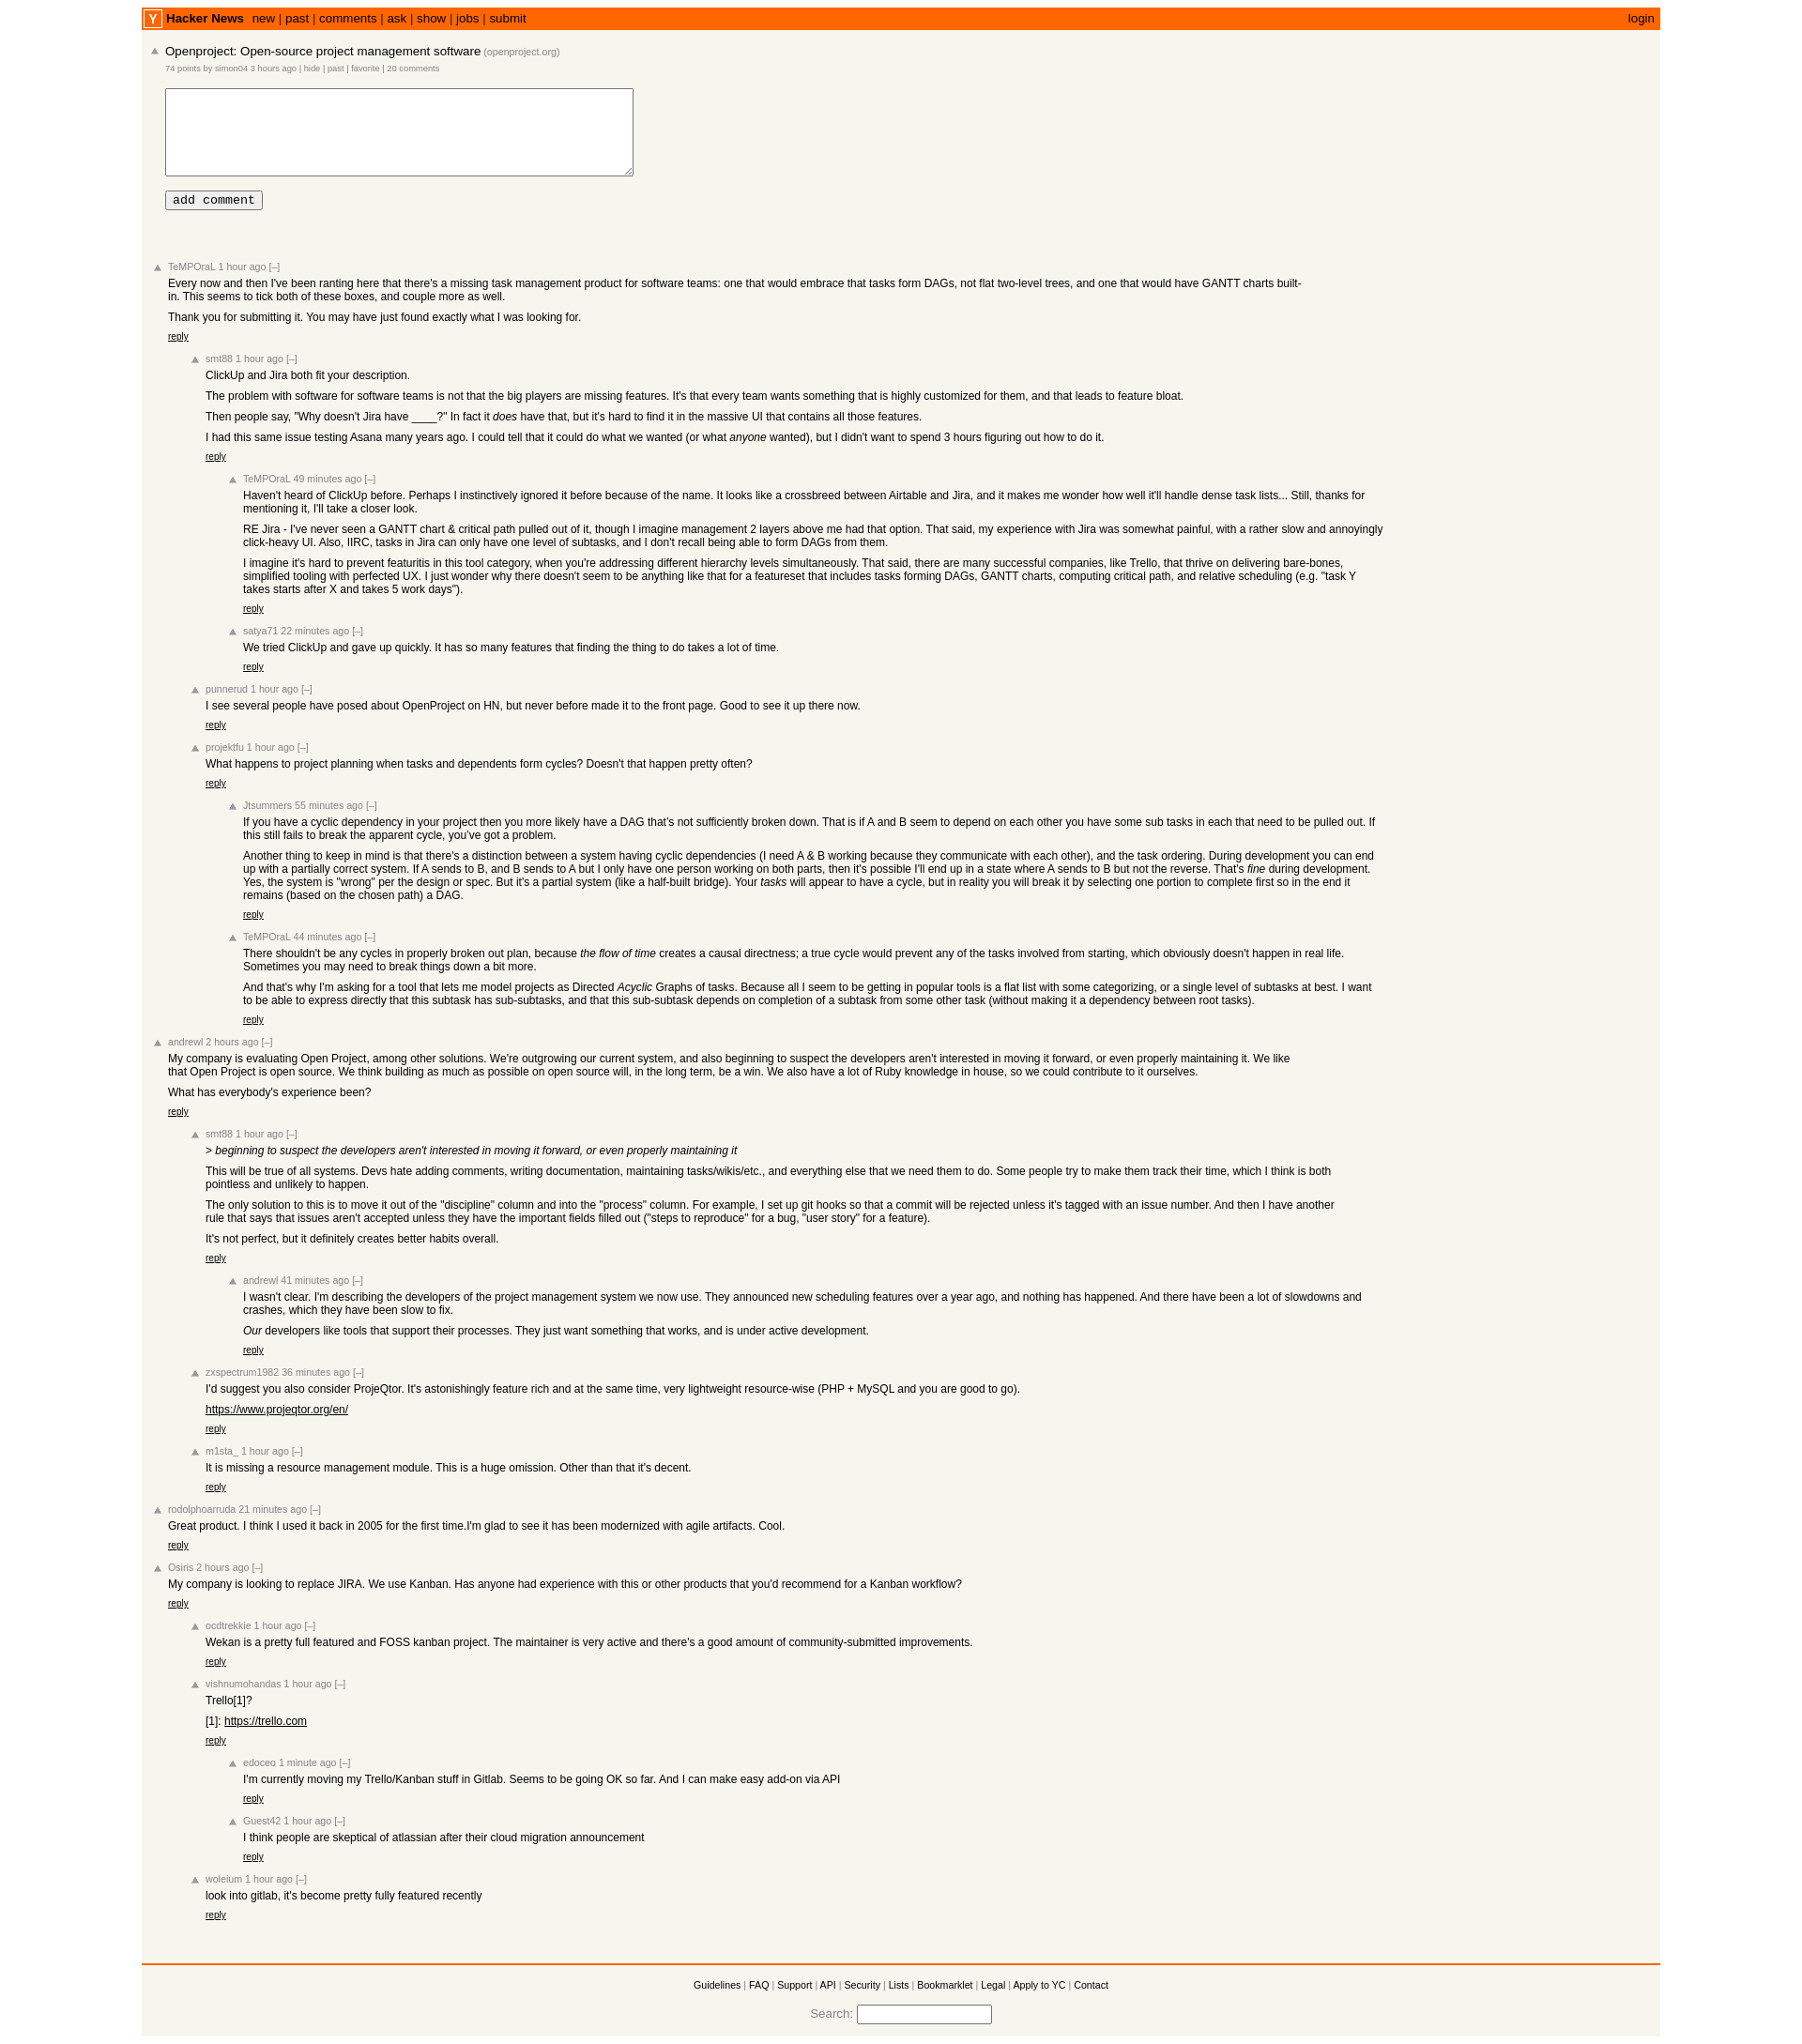 Y Hacker News new | past | comments | ask | show | jobs | submit login
Openproject: Open-source project management software (openproject.org)
74 points by simon04 3 hours ago | hide | past | favorite | 20 comments
add comment
TeMPOraL 1 hour ago [–]
Every now and then I've been ranting here that there's a missing task management product for software teams: one that would embrace that tasks form DAGs, not flat two-level trees, and one that would have GANTT charts built-
in. This seems to tick both of these boxes, and couple more as well.
Thank you for submitting it. You may have just found exactly what I was looking for.
reply
smt88 1 hour ago [–]
ClickUp and Jira both fit your description.
The problem with software for software teams is not that the big players are missing features. It's that every team wants something that is highly customized for them, and that leads to feature bloat.
Then people say, "Why doesn't Jira have ____?" In fact it does have that, but it's hard to find it in the massive UI that contains all those features.
I had this same issue testing Asana many years ago. I could tell that it could do what we wanted (or what anyone wanted), but I didn't want to spend 3 hours figuring out how to do it.
reply
TeMPOraL 49 minutes ago [–]
Haven't heard of ClickUp before. Perhaps I instinctively ignored it before because of the name. It looks like a crossbreed between Airtable and Jira, and it makes me wonder how well it'll handle dense task lists... Still, thanks for
mentioning it, I'll take a closer look.
RE Jira - I've never seen a GANTT chart & critical path pulled out of it, though I imagine management 2 layers above me had that option. That said, my experience with Jira was somewhat painful, with a rather slow and annoyingly
click-heavy UI. Also, IIRC, tasks in Jira can only have one level of subtasks, and I don't recall being able to form DAGs from them.
I imagine it's hard to prevent featuritis in this tool category, when you're addressing different hierarchy levels simultaneously. That said, there are many successful companies, like Trello, that thrive on delivering bare-bones,
simplified tooling with perfected UX. I just wonder why there doesn't seem to be anything like that for a featureset that includes tasks forming DAGs, GANTT charts, computing critical path, and relative scheduling (e.g. "task Y
takes starts after X and takes 5 work days").
reply
satya71 22 minutes ago [–]
We tried ClickUp and gave up quickly. It has so many features that finding the thing to do takes a lot of time.
reply
punnerud 1 hour ago [–]
I see several people have posed about OpenProject on HN, but never before made it to the front page. Good to see it up there now.
reply
projektfu 1 hour ago [–]
What happens to project planning when tasks and dependents form cycles? Doesn't that happen pretty often?
reply
Jtsummers 55 minutes ago [–]
If you have a cyclic dependency in your project then you more likely have a DAG that's not sufficiently broken down. That is if A and B seem to depend on each other you have some sub tasks in each that need to be pulled out. If
this still fails to break the apparent cycle, you've got a problem.
Another thing to keep in mind is that there's a distinction between a system having cyclic dependencies (I need A & B working because they communicate with each other), and the task ordering. During development you can end
up with a partially correct system. If A sends to B, and B sends to A but I only have one person working on both parts, then it's possible I'll end up in a state where A sends to B but not the reverse. That's fine during development.
Yes, the system is "wrong" per the design or spec. But it's a partial system (like a half-built bridge). Your tasks will appear to have a cycle, but in reality you will break it by selecting one portion to complete first so in the end it
remains (based on the chosen path) a DAG.
reply
TeMPOraL 44 minutes ago [–]
There shouldn't be any cycles in properly broken out plan, because the flow of time creates a causal directness; a true cycle would prevent any of the tasks involved from starting, which obviously doesn't happen in real life.
Sometimes you may need to break things down a bit more.
And that's why I'm asking for a tool that lets me model projects as Directed Acyclic Graphs of tasks. Because all I seem to be getting in popular tools is a flat list with some categorizing, or a single level of subtasks at best. I want
to be able to express directly that this subtask has sub-subtasks, and that this sub-subtask depends on completion of a subtask from some other task (without making it a dependency between root tasks).
reply
andrewl 2 hours ago [–]
My company is evaluating Open Project, among other solutions. We're outgrowing our current system, and also beginning to suspect the developers aren't interested in moving it forward, or even properly maintaining it. We like
that Open Project is open source. We think building as much as possible on open source will, in the long term, be a win. We also have a lot of Ruby knowledge in house, so we could contribute to it ourselves.
What has everybody's experience been?
reply
smt88 1 hour ago [–]
> beginning to suspect the developers aren't interested in moving it forward, or even properly maintaining it
This will be true of all systems. Devs hate adding comments, writing documentation, maintaining tasks/wikis/etc., and everything else that we need them to do. Some people try to make them track their time, which I think is both
pointless and unlikely to happen.
The only solution to this is to move it out of the "discipline" column and into the "process" column. For example, I set up git hooks so that a commit will be rejected unless it's tagged with an issue number. And then I have another
rule that says that issues aren't accepted unless they have the important fields filled out ("steps to reproduce" for a bug, "user story" for a feature).
It's not perfect, but it definitely creates better habits overall.
reply
andrewl 41 minutes ago [–]
I wasn't clear. I'm describing the developers of the project management system we now use. They announced new scheduling features over a year ago, and nothing has happened. And there have been a lot of slowdowns and
crashes, which they have been slow to fix.
Our developers like tools that support their processes. They just want something that works, and is under active development.
reply
zxspectrum1982 36 minutes ago [–]
I'd suggest you also consider ProjeQtor. It's astonishingly feature rich and at the same time, very lightweight resource-wise (PHP + MySQL and you are good to go).
https://www.projeqtor.org/en/
reply
m1sta_ 1 hour ago [–]
It is missing a resource management module. This is a huge omission. Other than that it's decent.
reply
rodolphoarruda 21 minutes ago [–]
Great product. I think I used it back in 2005 for the first time.I'm glad to see it has been modernized with agile artifacts. Cool.
reply
Osiris 2 hours ago [–]
My company is looking to replace JIRA. We use Kanban. Has anyone had experience with this or other products that you'd recommend for a Kanban workflow?
reply
ocdtrekkie 1 hour ago [–]
Wekan is a pretty full featured and FOSS kanban project. The maintainer is very active and there's a good amount of community-submitted improvements.
reply
vishnumohandas 1 hour ago [–]
Trello[1]?
[1]: https://trello.com
reply
edoceo 1 minute ago [–]
I'm currently moving my Trello/Kanban stuff in Gitlab. Seems to be going OK so far. And I can make easy add-on via API
reply
Guest42 1 hour ago [–]
I think people are skeptical of atlassian after their cloud migration announcement
reply
woleium 1 hour ago [–]
look into gitlab, it's become pretty fully featured recently
reply
Guidelines | FAQ | Support | API | Security | Lists | Bookmarklet | Legal | Apply to YC | Contact
Search: